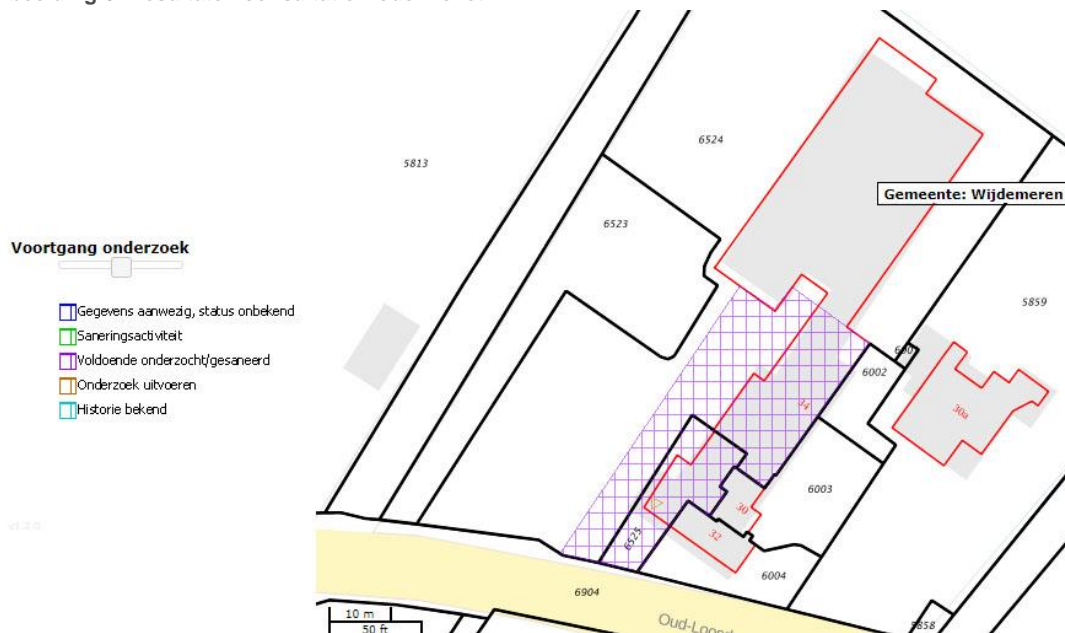 6524
5813
Gemeente: Wijdemeren
6523
Voortgang onderzoek
5859
Gegevens aanwezig, status onbekend
Saneringsactiviteit
Voldoende onderzocht/gesaneerd
Onderzoek uitvoeren
Historie bekend
6002
34
30a
6003
30
32
6525
6004
6904
5858
10 m
50 ft